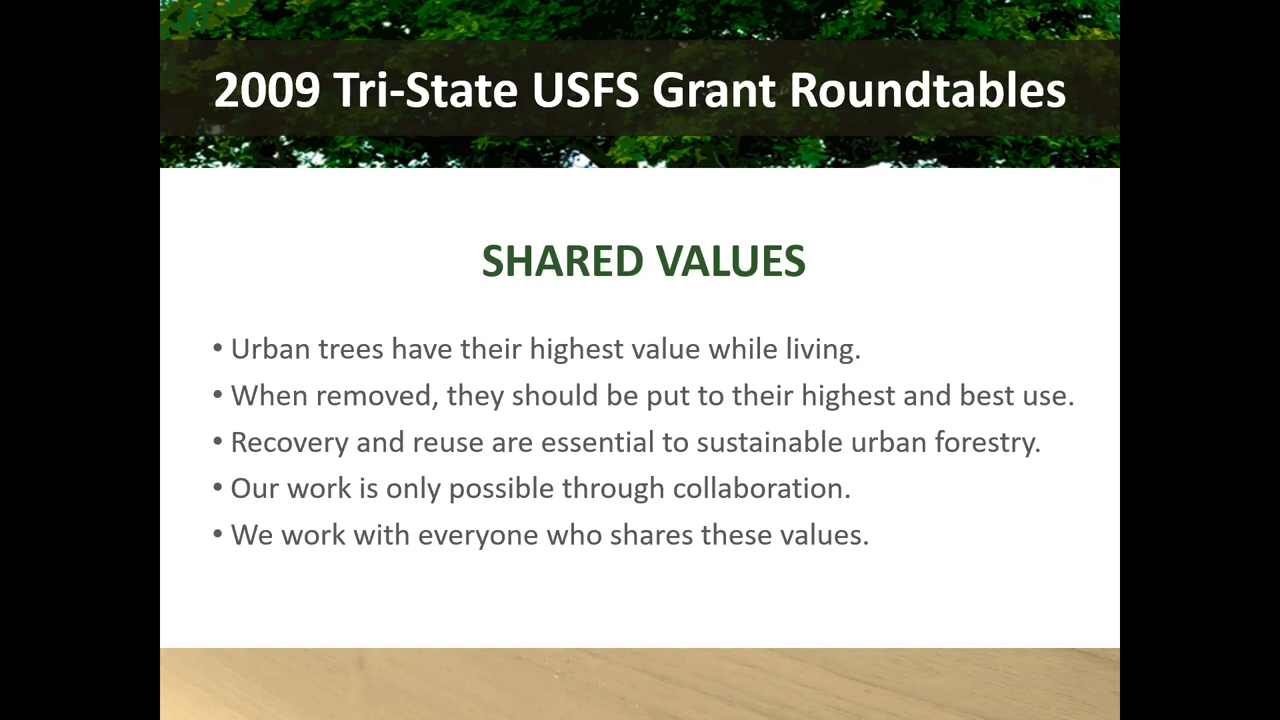 2009 Tri-State USFS Grant Roundtables
SHARED VALUES
• Urban trees have their highest value while living.
• When removed, they should be put to their highest and best use.
• Recovery and reuse are essential to sustainable urban forestry.
• Our work is only possible through collaboration.
• We work with everyone who shares these values.